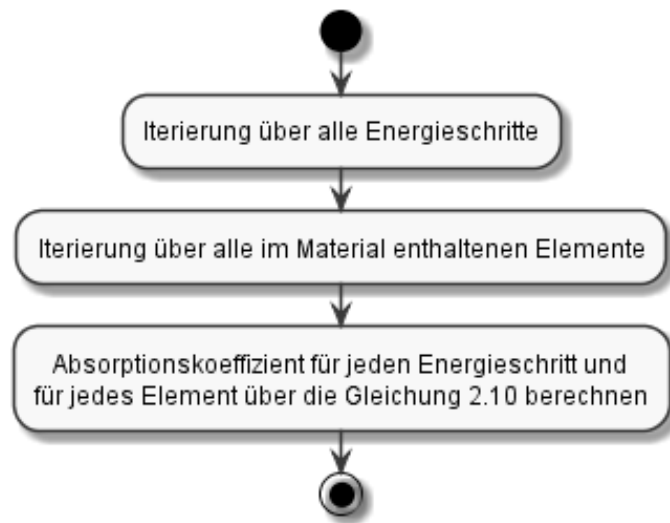 Iterierung über alle Energieschritte
Iterierung über alle im Material enthaltenen Elemente
Absorptionskoeffizient für jeden Energieschritt und
für jedes Element über die Gleichung 2.10 berechnen